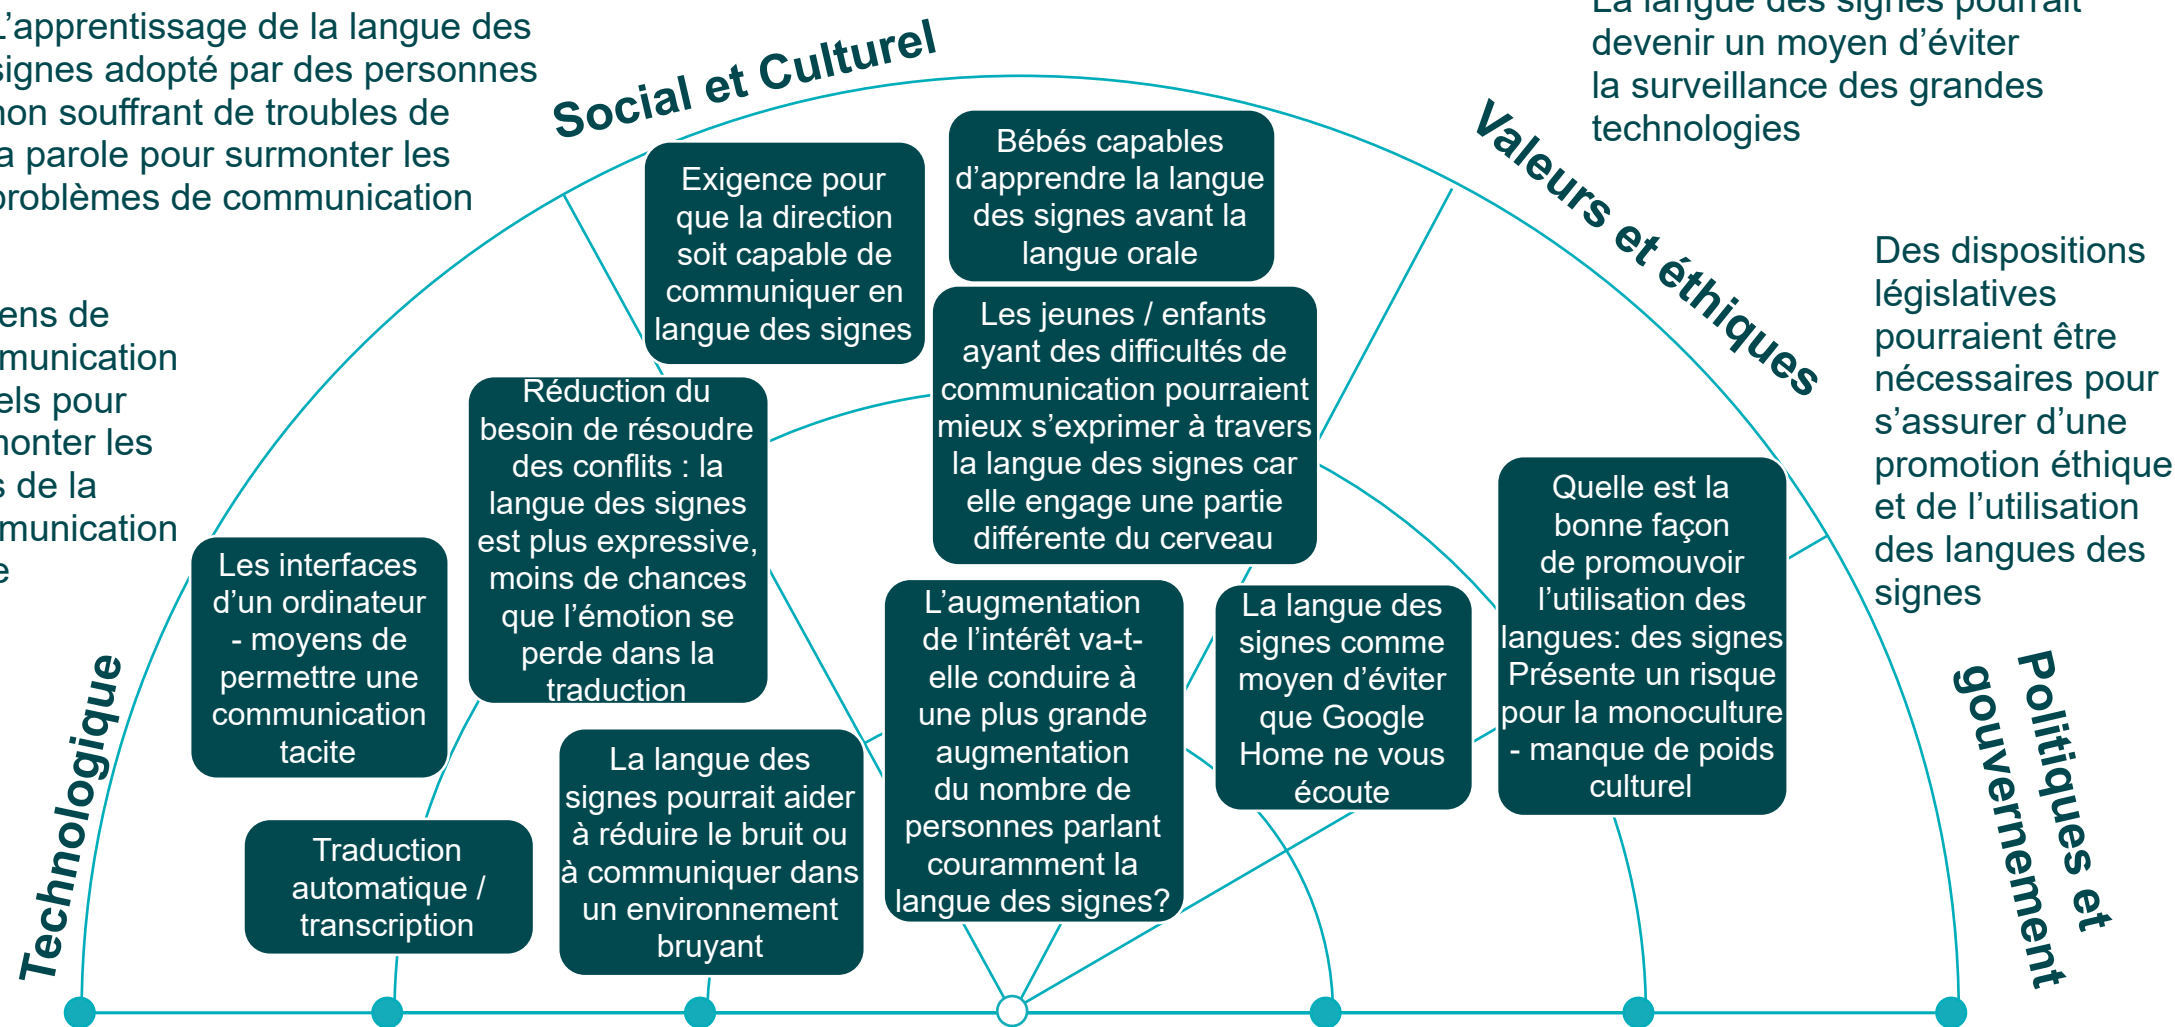 L’apprentissage de la langue des
signes adopté par des personnes
non souffrant de troubles de
la parole pour surmonter les
problèmes de communication
Social et Culturel
La langue des signes pourrait
devenir un moyen d’éviter
la surveillance des grandes
technologies
Valeurs et éthiques
Exigence pour
que la direction
soit capable de
communiquer en
langue des signes
Bébés capables
d’apprendre la langue
des signes avant la
langue orale
Des dispositions
législatives
pourraient être
nécessaires pour
s’assurer d’une
promotion éthique
et de l’utilisation
des langues des
signes
ens de
munication
els pour
monter les
s de la
munication
e
Les jeunes / enfants
ayant des difficultés de
communication pourraient
mieux s’exprimer à travers
la langue des signes car
elle engage une partie
différente du cerveau
Réduction du
besoin de résoudre
des conflits : la
langue des signes
est plus expressive,
moins de chances
que l’émotion se
perde dans la
traduction
Quelle est la
bonne façon
de promouvoir
l’utilisation des
langues: des signes
Présente un risque
pour la monoculture
- manque de poids
culturel
Les interfaces
d’un ordinateur
- moyens de
permettre une
communication
tacite
L’augmentation
de l’intérêt va-t-
elle conduire à
une plus grande
augmentation
du nombre de
personnes parlant
couramment la
langue des signes?
La langue des
signes comme
moyen d’éviter
que Google
Home ne vous
écoute
Technologique
Politiques et
gouvernement
La langue des
signes pourrait aider
à réduire le bruit ou
à communiquer dans
un environnement
bruyant
Traduction
automatique /
transcription